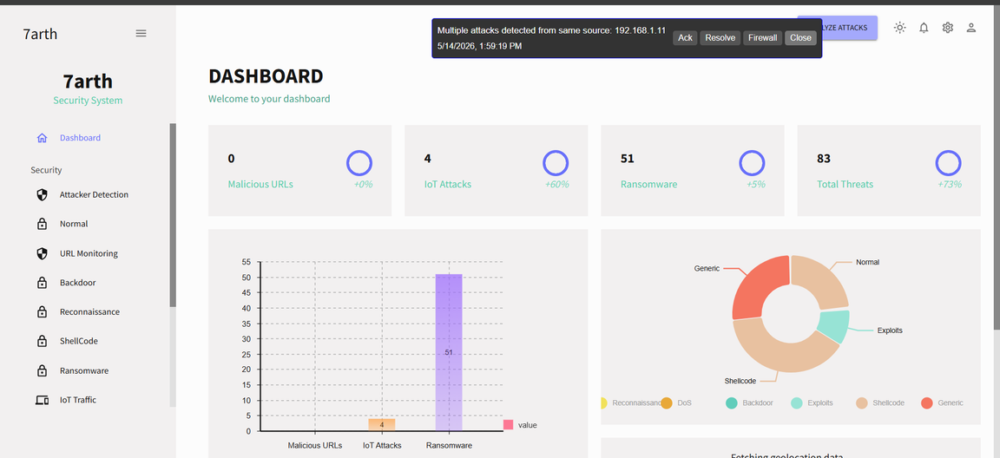 7arth
7arth
Security System
Dashboard
Security
Attacker Detection
Normal
URL Monitoring
Backdoor
Reconnaissance
ShellCode
Ransomware
IoT Traffic
Multiple attacks detected from same source: 192.168.1.11
5/14/2026, 1:59:19 PM
Ack Resolve Firewall Close
LYZE ATTACKS
DASHBOARD
Welcome to your dashboard
0
Malicious URLs +0%
4
IoT Attacks +60%
51
Ransomware +5%
83
Total Threats +73%
55
50
45
40
35
30
25
20
15
10
5
0
51
4
Malicious URLs IoT Attacks Ransomware
value
Generic
Normal
Exploits
Shellcode
Reconnaissanc DoS Backdoor Exploits Shellcode Generic
Fetching geolocation data